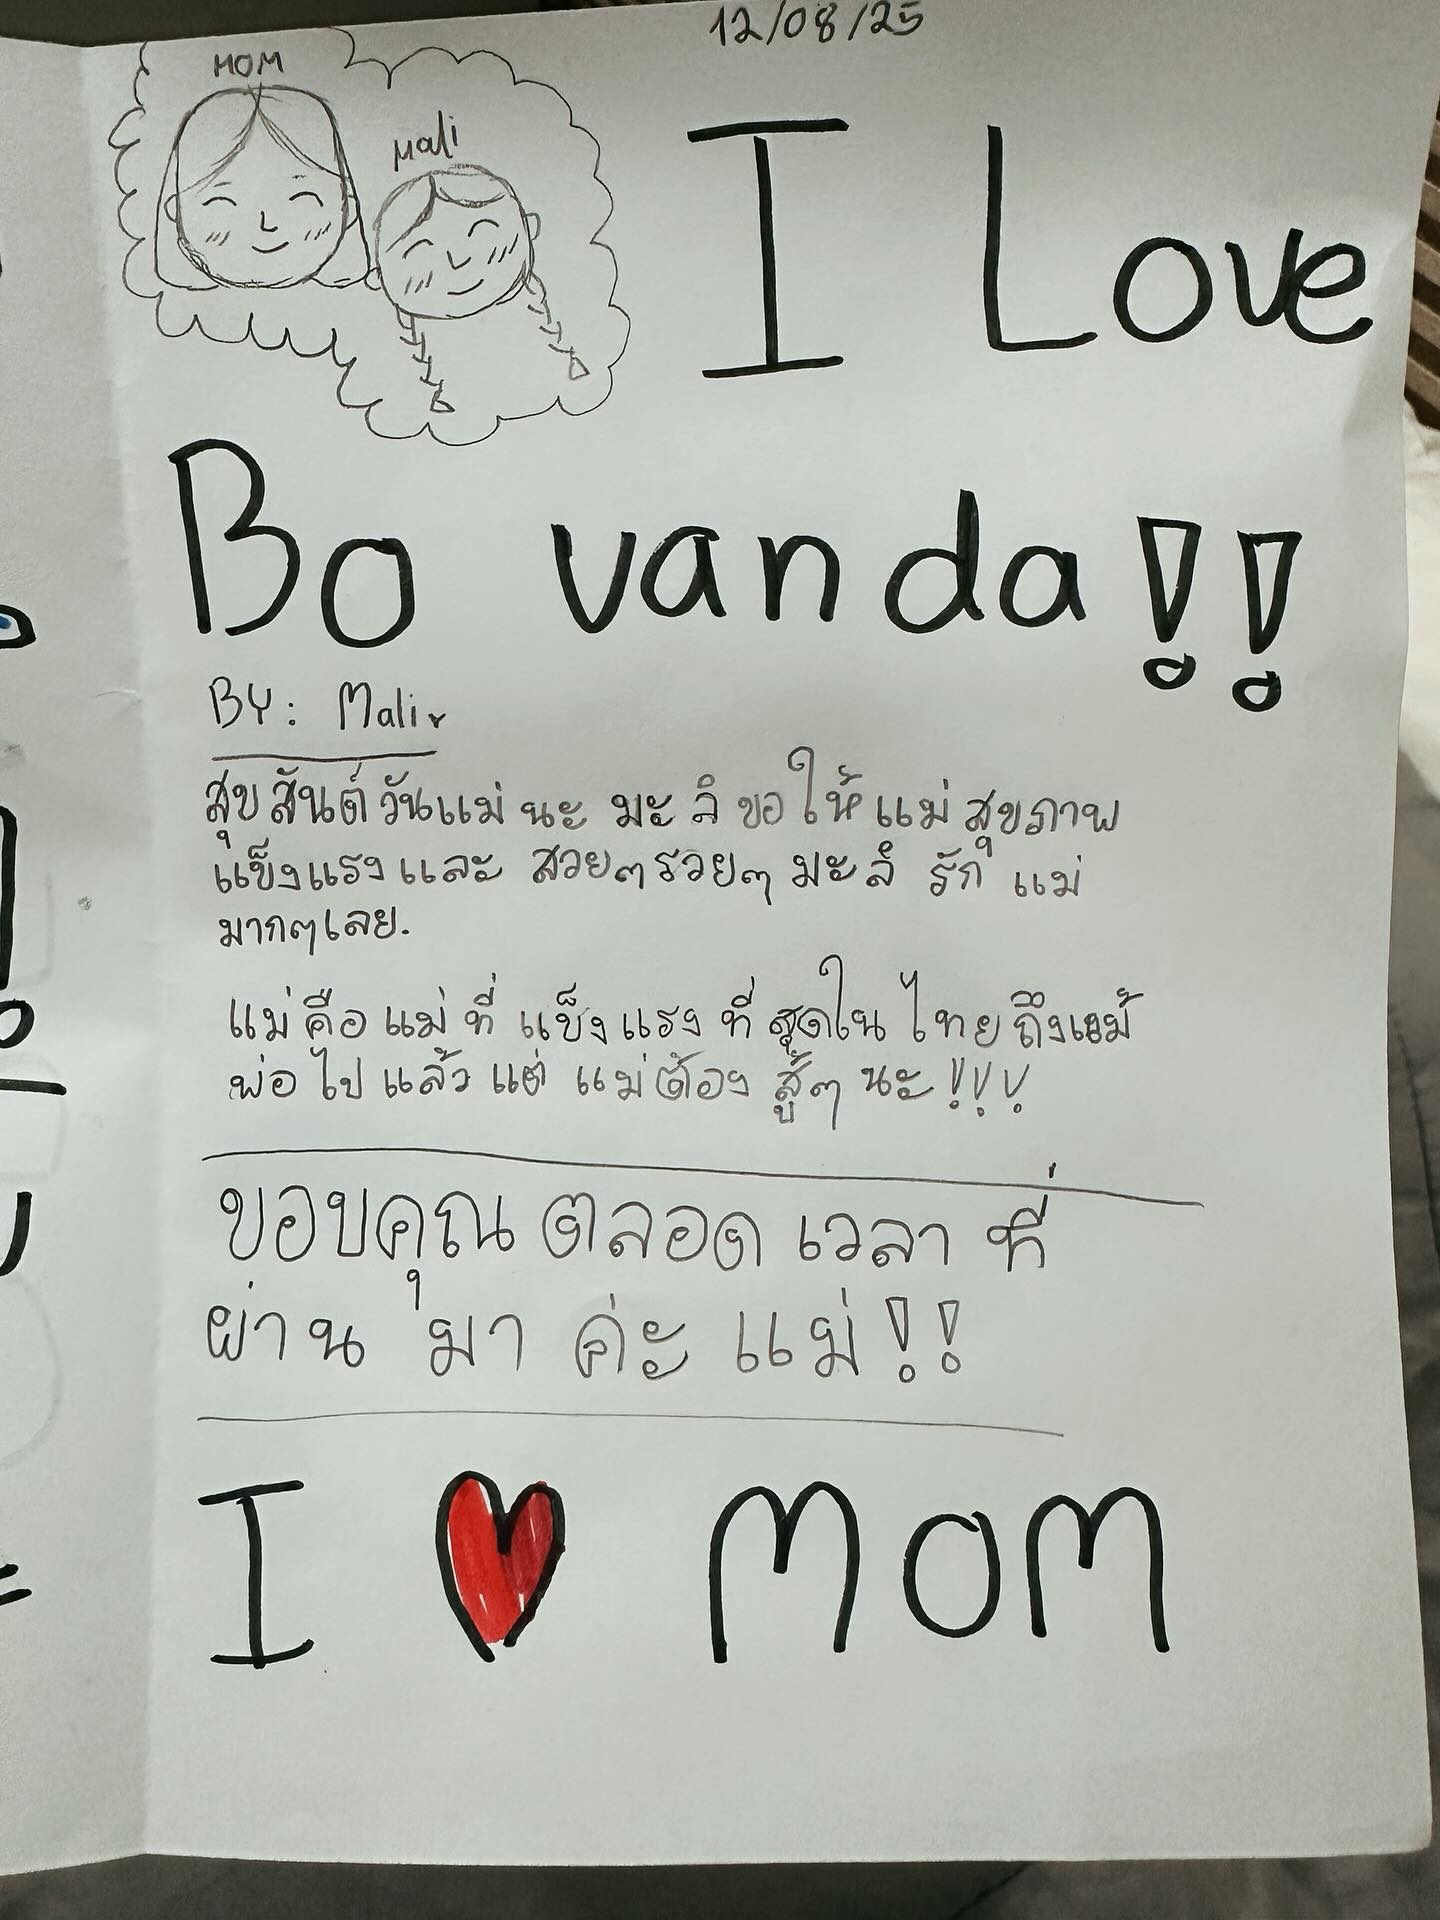 12/08/25
MOM
Mali
I Love
Bo vanda!!
BY: Mali
สุขสันต์วันแม่นะ มะลิขอให้แม่สุขภาพ
แข็งแรงและ สวยๆรวยๆ มะลิ รัก แม่
มากๆเลย.
แม่คือแม่ที่ แข็งแรง ที่สุดในไทยถึงแม้
พ่อไปแล้ว แต่ แม่ต้อง สู้ๆ นะ!!!
ขอบคุณ ตลอด เวลา ที่
ผ่าน มา ค่ะ แม่!!
I ♥ MOM